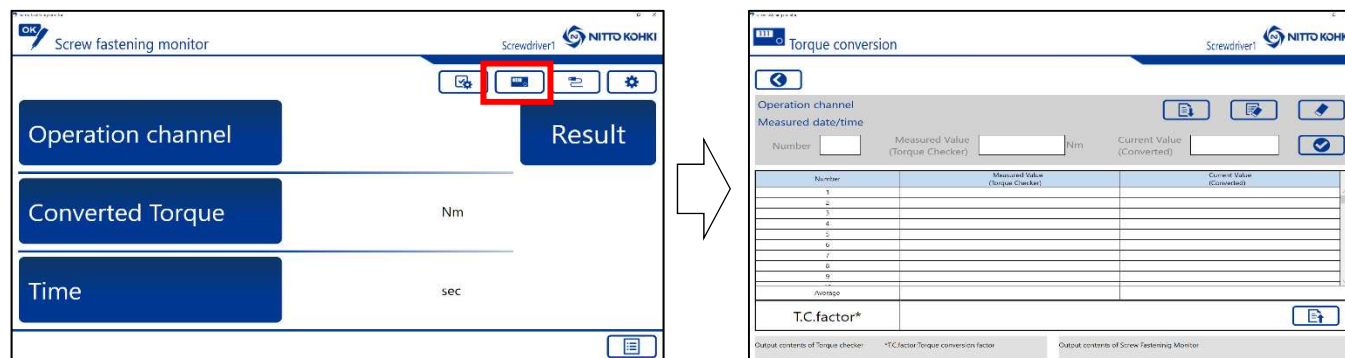 OK
Screw fastening monitor
Screwdriver1
NITTO KOHKI
Operation channel
Result
Converted Torque
Nm
Time
sec
Torque conversion
Screwdriver1
NITTO KOHK
Operation channel
Measured date/time
Number
Measured Value
(Torque Checker)
Nm
Current Value
(Converted)
Number
Measured Value
(Torque Checker)
Current Value
(Converted)
1
2
3
4
5
6
7
8
9
Average
T.C.factor*
Output contents of Torque checker
*T.C.factor:Torque conversion factor
Output contents of Screw Fastening Monitor